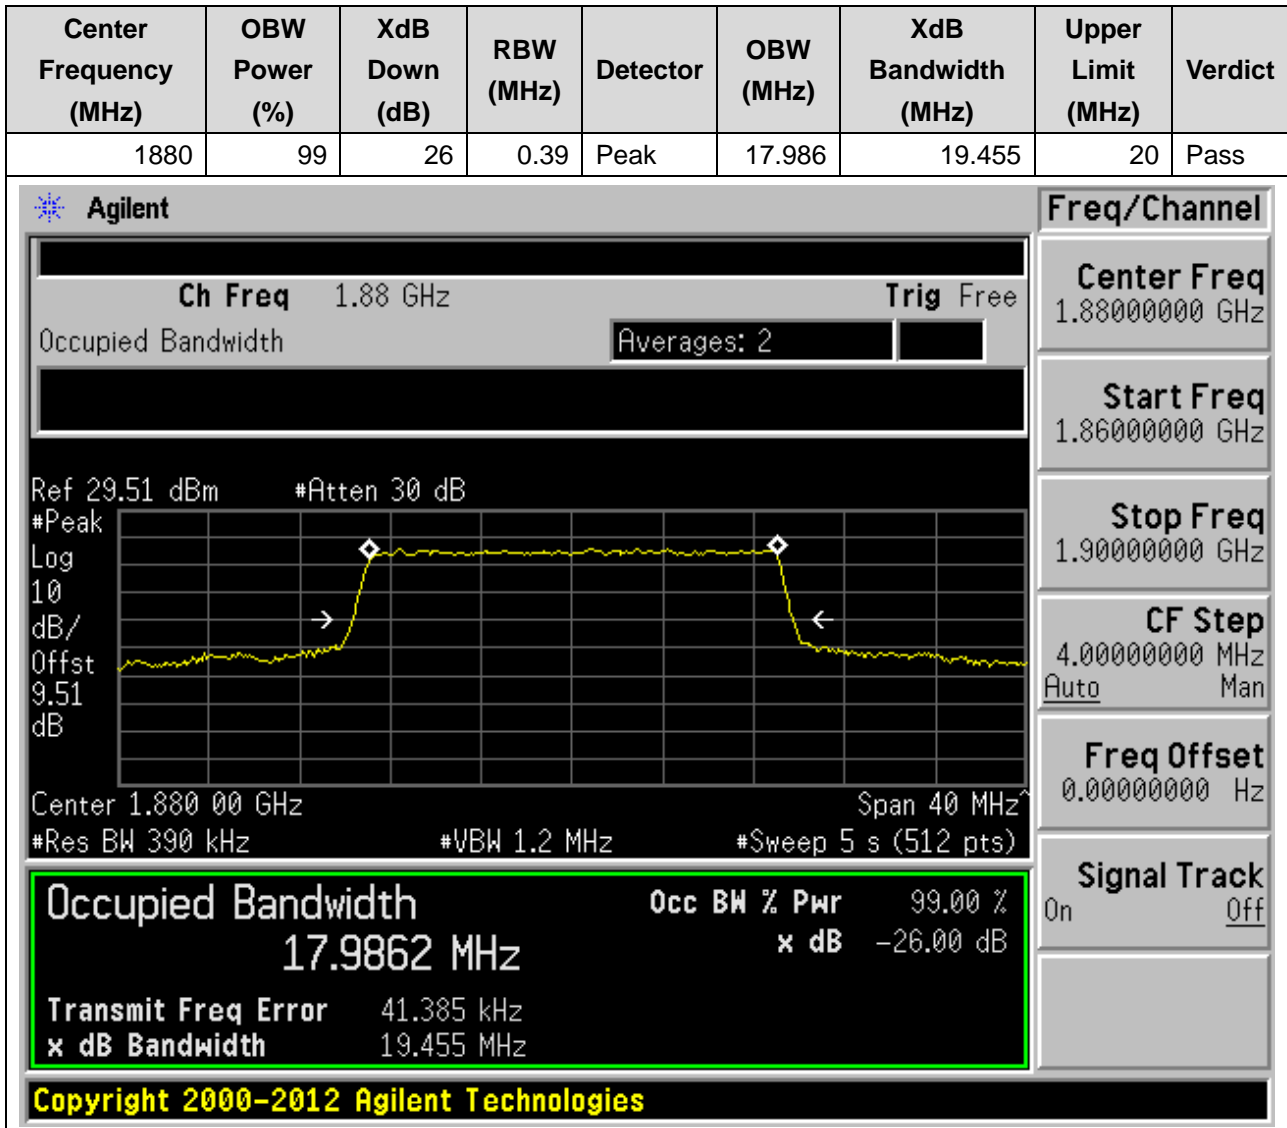 Center Frequency (MHz) OBW Power (%) XdB Down (dB) RBW (MHz) Detector OBW (MHz) XdB Bandwidth (MHz) Upper Limit (MHz) Verdict
1880 99 26 0.39 Peak 17.986 19.455 20 Pass
Agilent
Freq/Channel
Ch Freq 1.88 GHz Trig Free
Occupied Bandwidth Averages: 2
Center Freq
1.88000000 GHz
Start Freq
1.86000000 GHz
Stop Freq
1.90000000 GHz
CF Step
4.00000000 MHz
Auto Man
Freq Offset
0.00000000 Hz
Signal Track
On Off
Ref 29.51 dBm #Atten 30 dB
#Peak
Log
10
dB/
Offst
9.51
dB
Center 1.880 00 GHz Span 40 MHz^
#Res BW 390 kHz #VBW 1.2 MHz #Sweep 5 s (512 pts)
Occupied Bandwidth Occ BW % Pwr 99.00 %
17.9862 MHz x dB -26.00 dB
Transmit Freq Error 41.385 kHz
x dB Bandwidth 19.455 MHz
Copyright 2000-2012 Agilent Technologies